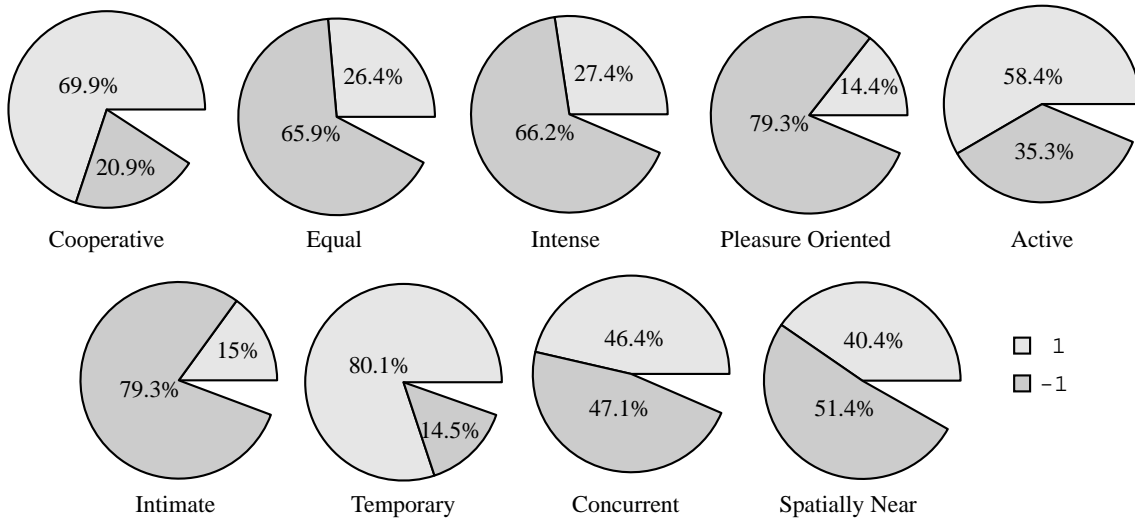 69.9%
20.9%
Cooperative
26.4%
65.9%
Equal
27.4%
66.2%
Intense
14.4%
79.3%
Pleasure Oriented
58.4%
35.3%
Active
15%
79.3%
Intimate
80.1%
14.5%
Temporary
46.4%
47.1%
Concurrent
40.4%
51.4%
Spatially Near
1
-1